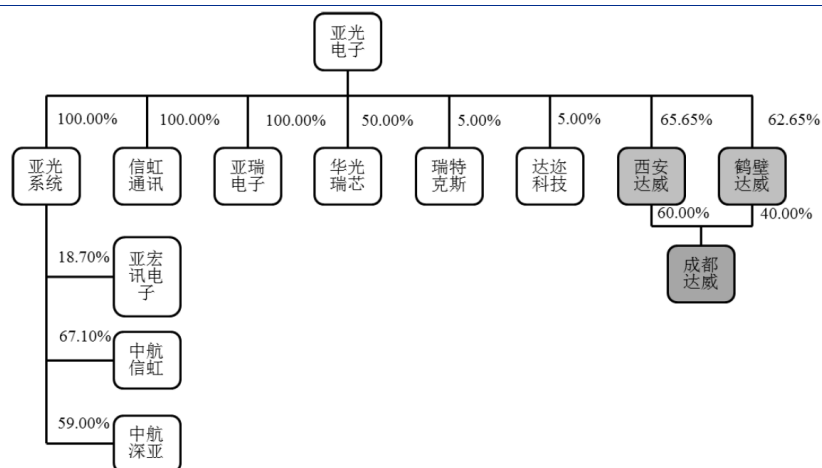 亚光
电子
100.00%
100.00%
100.00%
50.00%
5.00%
5.00%
65.65%
62.65%
亚光
系统
信虹
通讯
亚瑞
电子
华光
瑞芯
瑞特
克斯
达迩
科技
西安
达威
鹤壁
达威
60.00%
40.00%
成都
达威
18.70%
亚宏
讯电
子
67.10%
中航
信虹
59.00%
中航
深亚